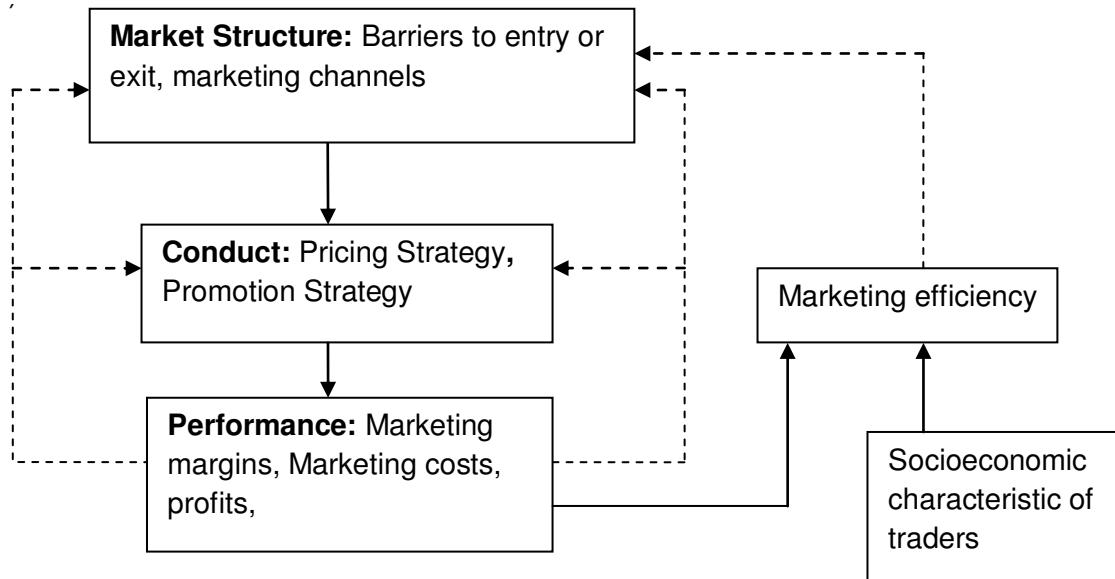 Market Structure: Barriers to entry or
exit, marketing channels
Conduct: Pricing Strategy,
Promotion Strategy
Marketing efficiency
Performance: Marketing
margins, Marketing costs,
profits,
Socioeconomic
characteristic of
traders